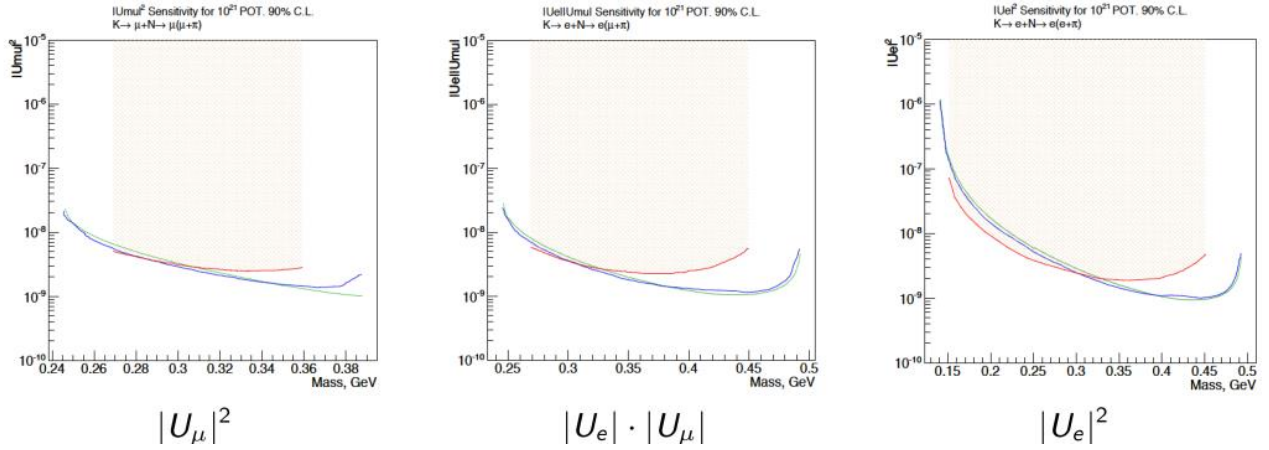 |Umu|² Sensitivity for 10²¹ POT. 90% C.L.
K→ μ+N→ μ(μ+π)
|Umu|²
10⁻⁵
10⁻⁶
10⁻⁷
10⁻⁸
10⁻⁹
10⁻¹⁰
0.24 0.26 0.28 0.3 0.32 0.34 0.36 0.38
Mass, GeV
|U_μ|²
|Ue||Umu| Sensitivity for 10²¹ POT. 90% C.L.
K→ e+N→ e(μ+π)
|Ue||Umu|
10⁻⁵
10⁻⁶
10⁻⁷
10⁻⁸
10⁻⁹
10⁻¹⁰
0.25 0.3 0.35 0.4 0.45 0.5
Mass, GeV
|U_e| · |U_μ|
|Ue|² Sensitivity for 10²¹ POT. 90% C.L.
K→ e+N→ e(e+π)
|Ue|²
10⁻⁵
10⁻⁶
10⁻⁷
10⁻⁸
10⁻⁹
10⁻¹⁰
0.15 0.2 0.25 0.3 0.35 0.4 0.45 0.5
Mass, GeV
|U_e|²